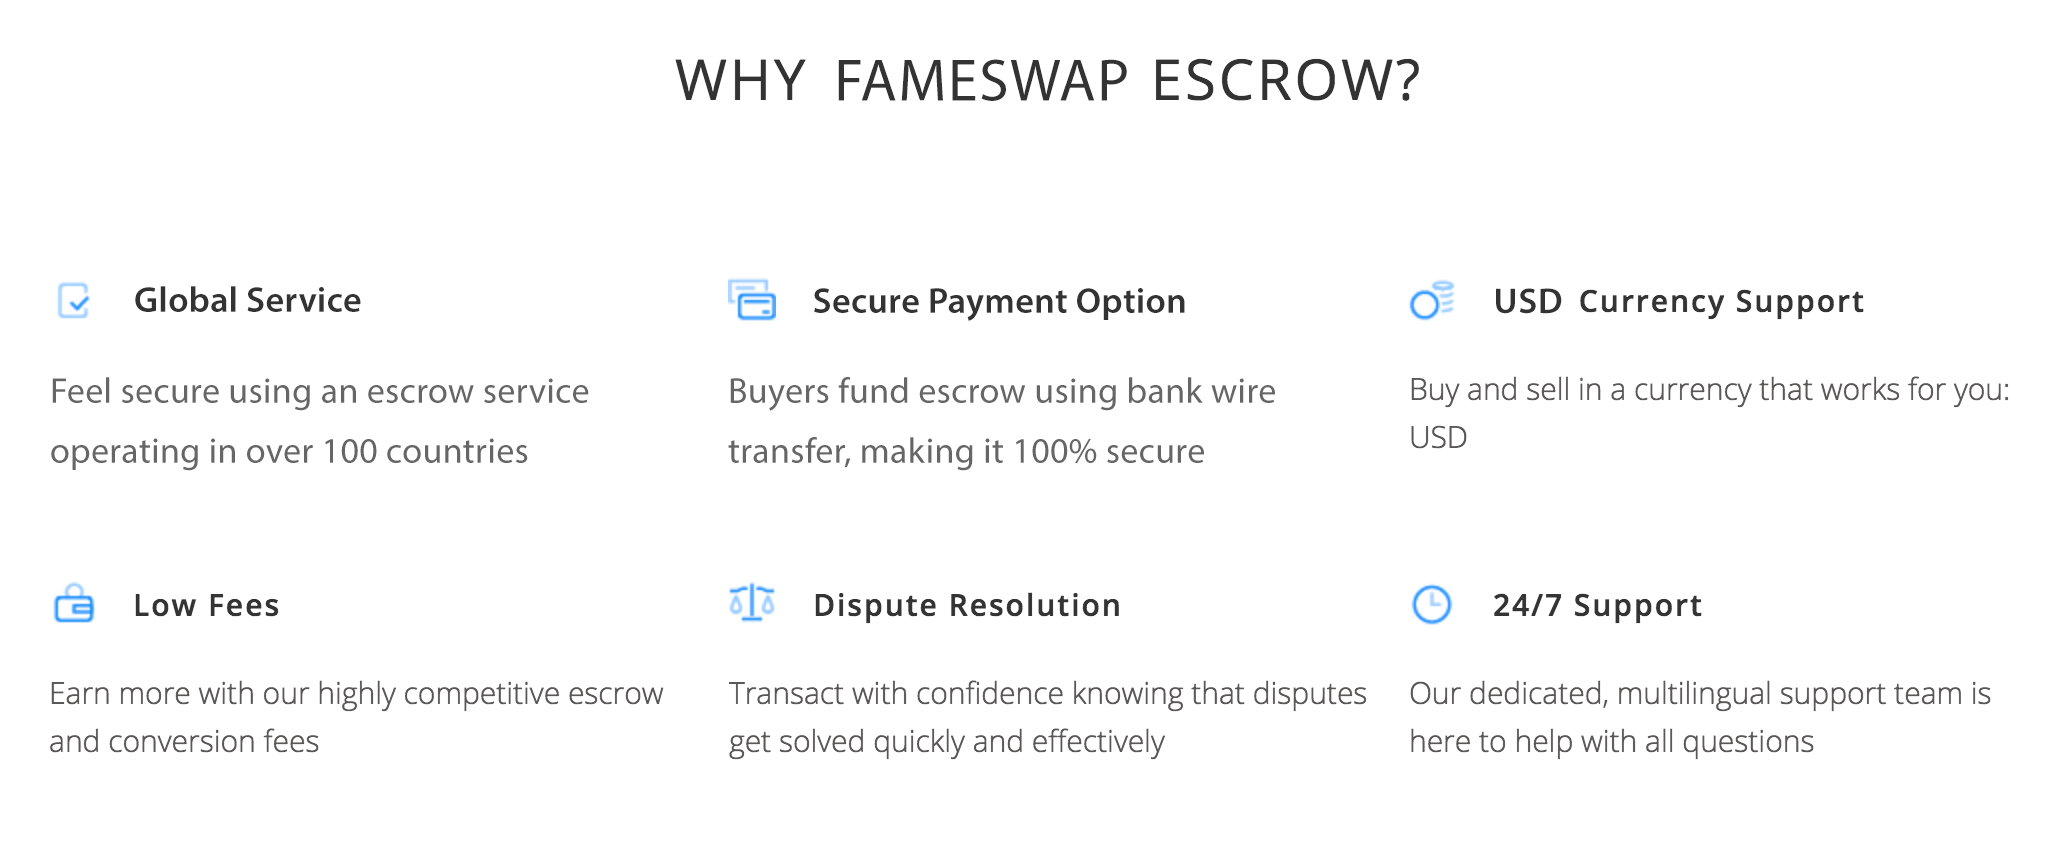 WHY FAMESWAP ESCROW?
Global Service
Feel secure using an escrow service
operating in over 100 countries
Secure Payment Option
Buyers fund escrow using bank wire
transfer, making it 100% secure
USD Currency Support
Buy and sell in a currency that works for you:
USD
Low Fees
Earn more with our highly competitive escrow
and conversion fees
Dispute Resolution
Transact with confidence knowing that disputes
get solved quickly and effectively
24/7 Support
Our dedicated, multilingual support team is
here to help with all questions